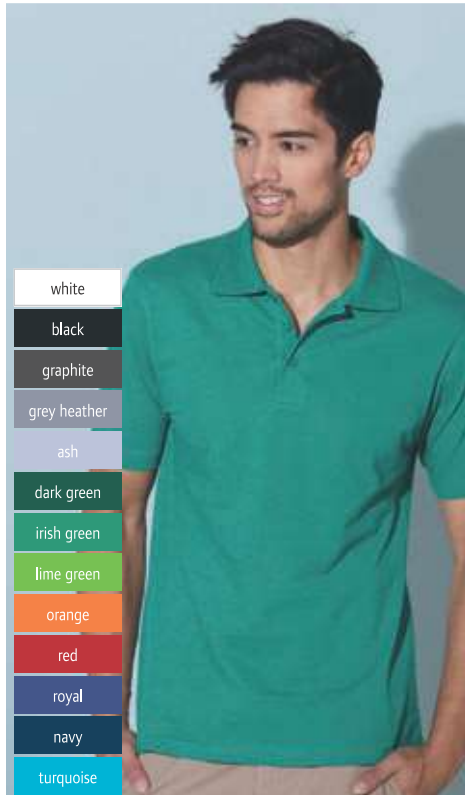 white
black
graphite
grey heather
ash
dark green
irish green
lime green
orange
red
royal
navy
turquoise